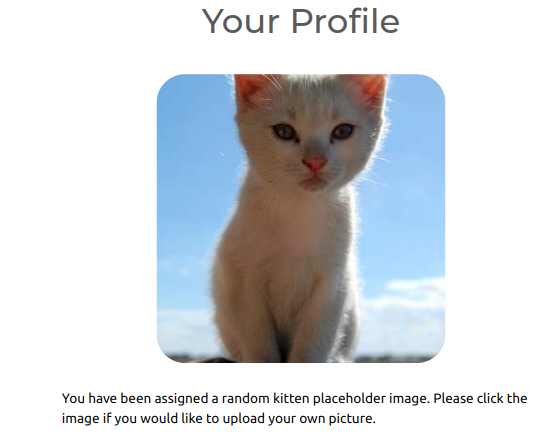 Your Profile
You have been assigned a random kitten placeholder image. Please click the
image if you would like to upload your own picture.